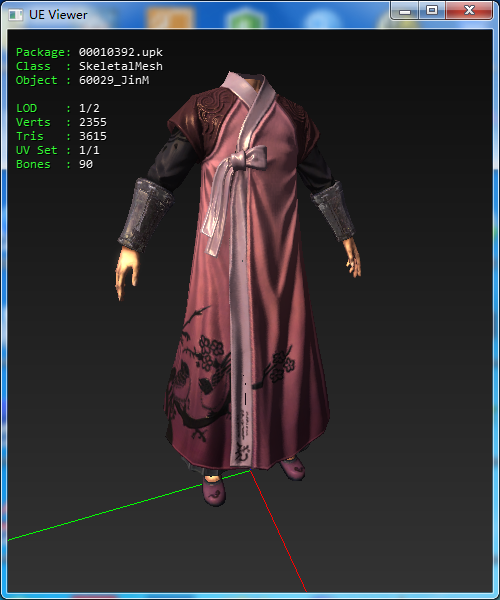 UE Viewer
Package: 00010392.upk
Class : SkeletalMesh
Object : 60029_JinM
LOD : 1/2
Verts : 2355
Tris : 3615
UV Set : 1/1
Bones : 90